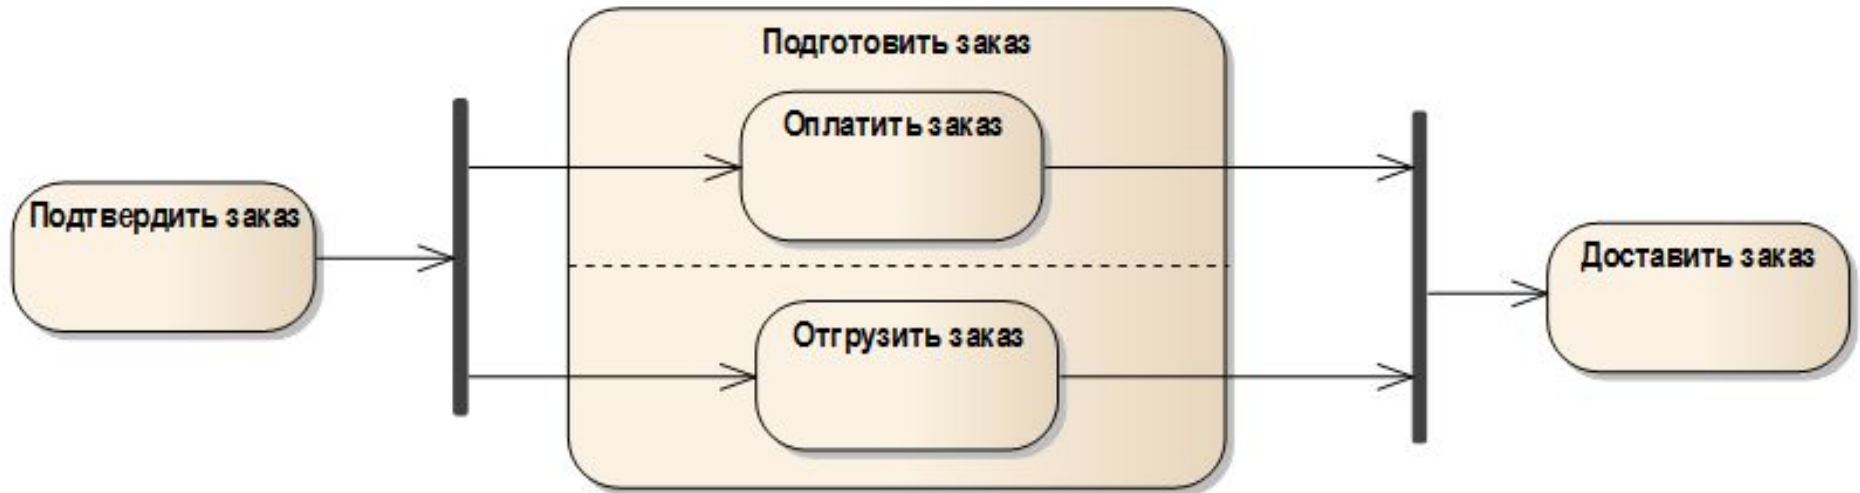 Подготовить заказ
Оплатить заказ
Подтвердить заказ
Доставить заказ
Отгрузить заказ